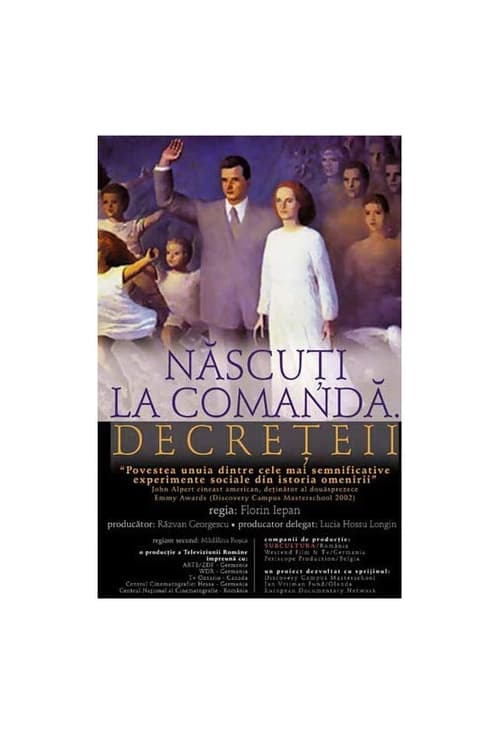 NĂSCUȚI
LA COMANDĂ.
DECREȚEII
“Povestea unuia dintre cele mai semnificative
experimente sociale din istoria omenirii”
John Alpert cineast american, deținător al douăsprezece
Emmy Awards (Discovery Campus Masterschool 2002)
regia: Florin Iepan
producător: Răzvan Georgescu • producator delegat: Lucia Hossu Longin
regizor secund: Mădălina Roșca
o producție a Televiziunii Române
împreună cu:
ARTE/ZDF - Germania
WDR - Germania
Tv Ontario - Canada
Centrul Cinematografiei Hessa - Germania
Centrul Național al Cinematografiei - România
companii de producție:
SUBCULTURA/România
Westend Film & Tv/Germania
Periscope Production/Belgia
un proiect dezvoltat cu sprijinul:
Discovery Campus Masterschool
Jan Vrijman Fund/Olanda
European Documentary Network